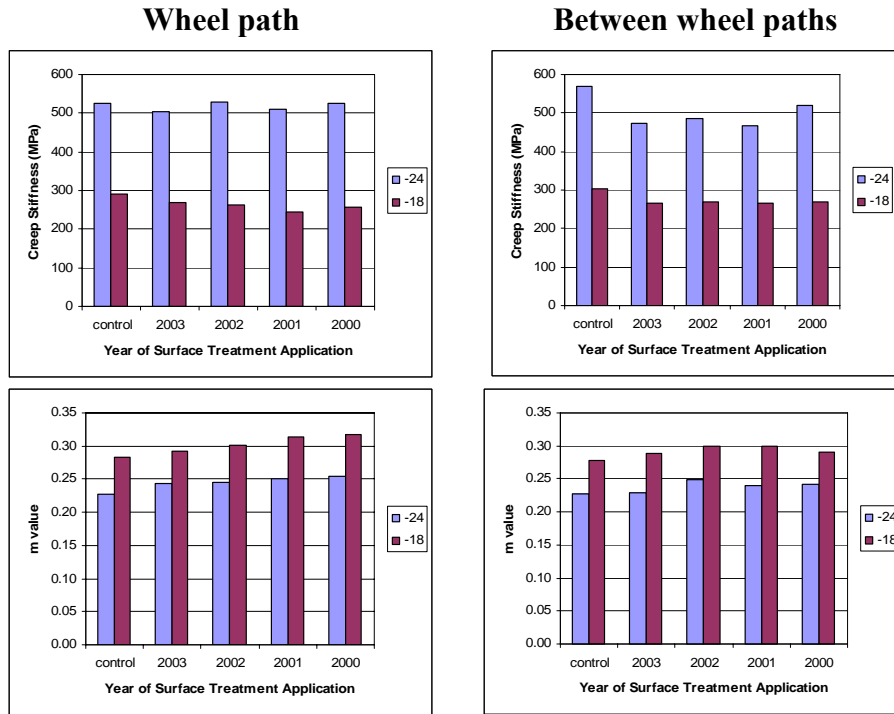 Wheel path
Between wheel paths
600
500
400
300
200
100
0
Creep Stiffness (MPa)
control 2003 2002 2001 2000
Year of Surface Treatment Application
-24
-18
600
500
400
300
200
100
0
Creep Stiffness (MPa)
control 2003 2002 2001 2000
Year of Surface Treatment Application
-24
-18
0.35
0.30
0.25
0.20
0.15
0.10
0.05
0.00
m value
control 2003 2002 2001 2000
Year of Surface Treatment Application
-24
-18
0.35
0.30
0.25
0.20
0.15
0.10
0.05
0.00
m value
control 2003 2002 2001 2000
Year of Surface Treatment Application
-24
-18